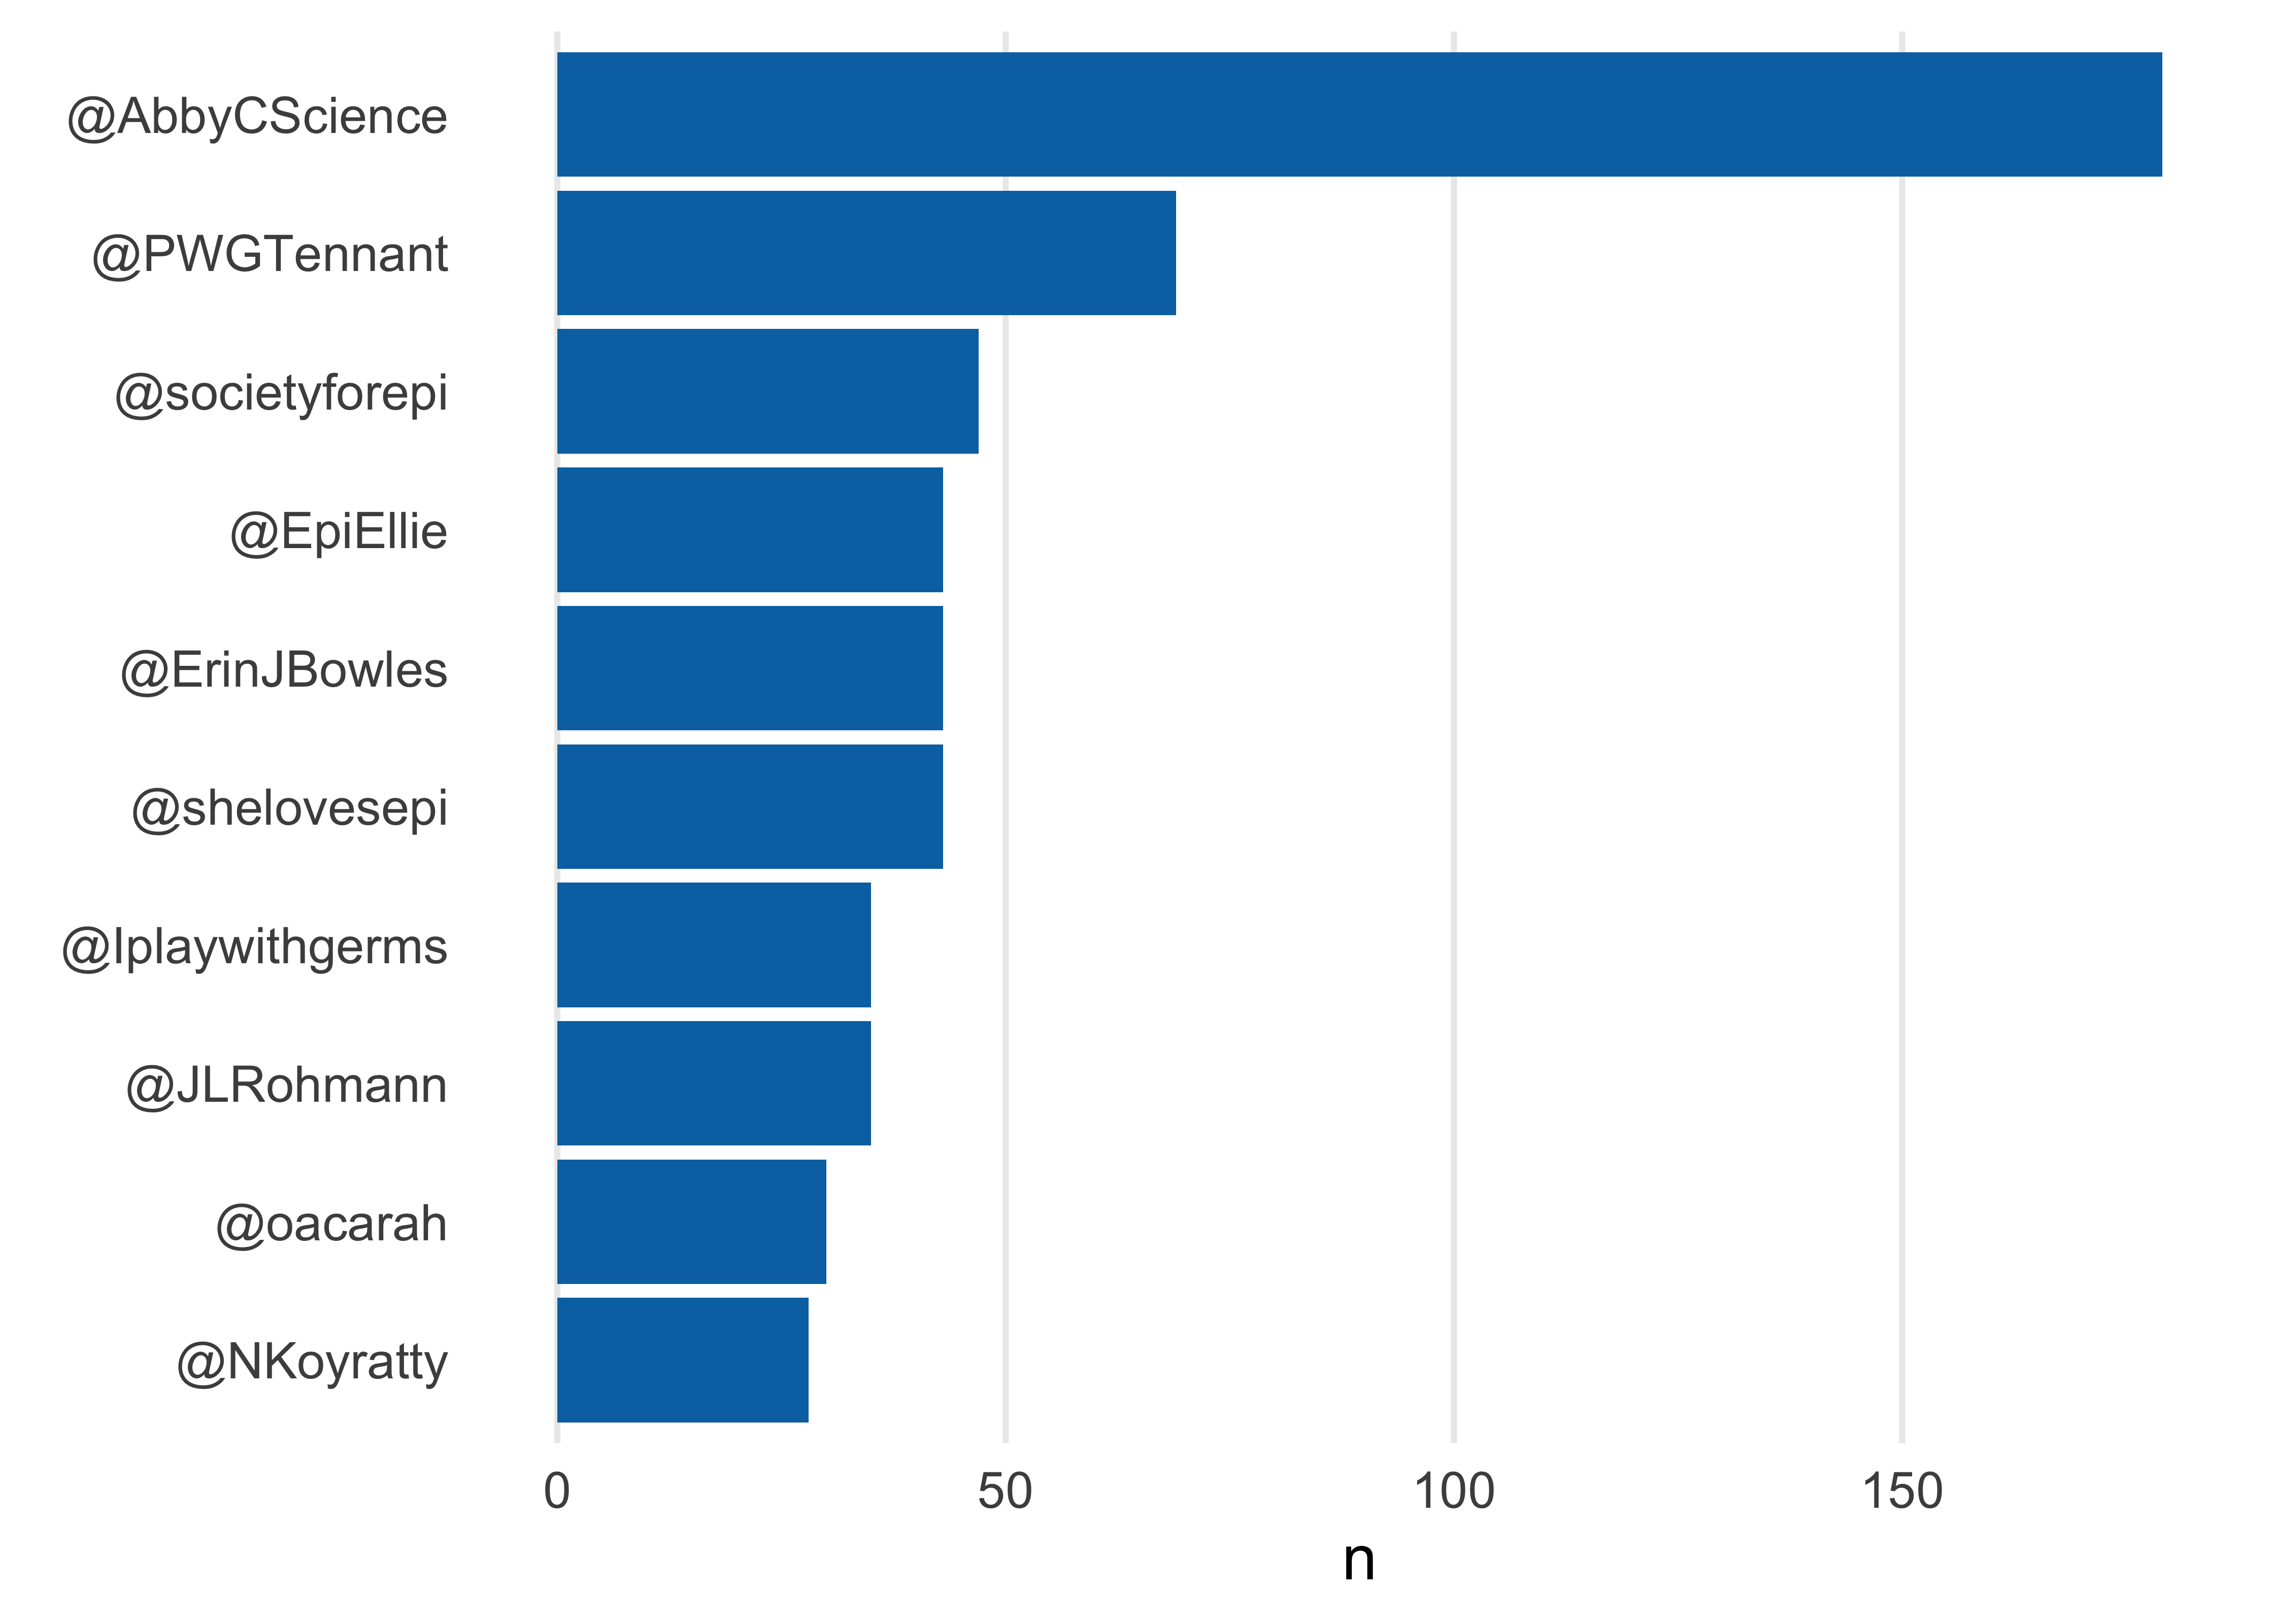 @AbbyCScience
@PWGTennant
@societyforepi
@EpiEllie
@ErinJBowles
@shelovesepi
@Iplaywithgerms
@JLRohmann
@oacarah
@NKoyratty
0 50 100 150
n